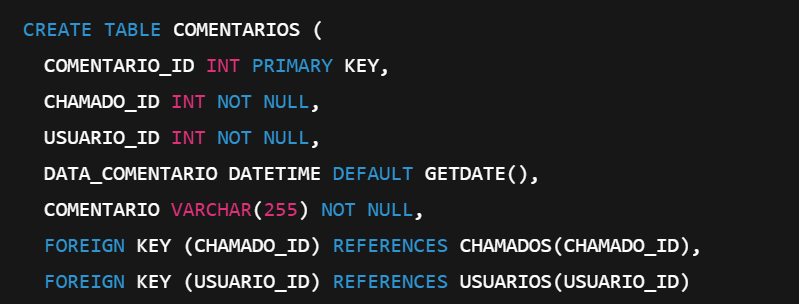 CREATE TABLE COMENTARIOS (
COMENTARIO_ID INT PRIMARY KEY,
CHAMADO_ID INT NOT NULL,
USUARIO_ID INT NOT NULL,
DATA_COMENTARIO DATETIME DEFAULT GETDATE(),
COMENTARIO VARCHAR(255) NOT NULL,
FOREIGN KEY (CHAMADO_ID) REFERENCES CHAMADOS(CHAMADO_ID),
FOREIGN KEY (USUARIO_ID) REFERENCES USUARIOS(USUARIO_ID)